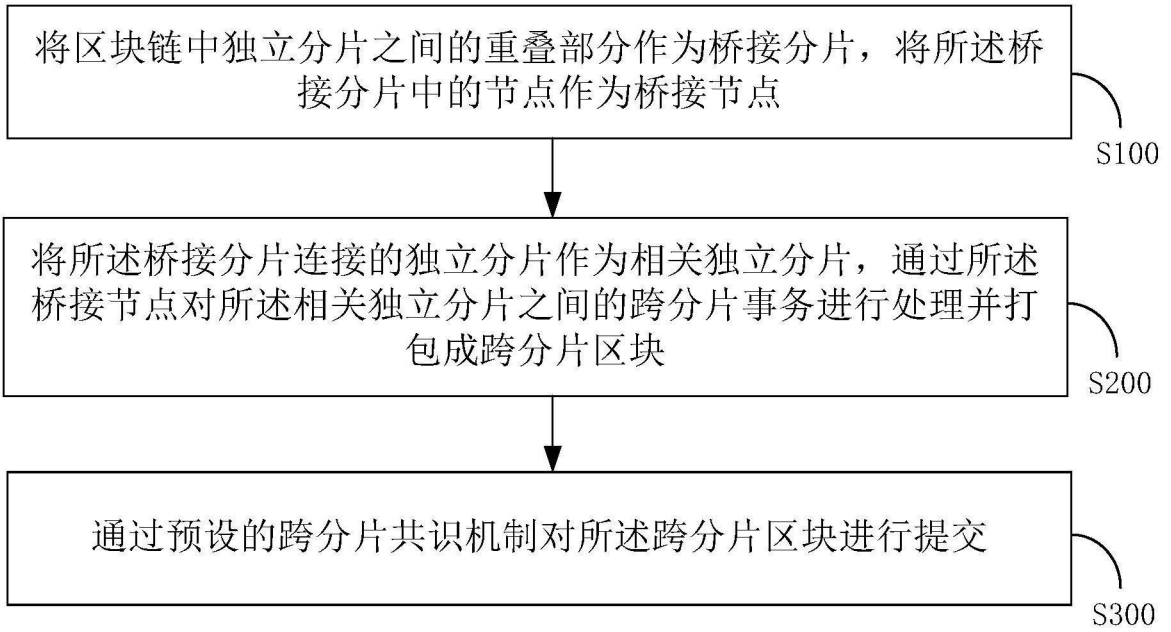 将区块链中独立分片之间的重叠部分作为桥接分片，将所述桥
接分片中的节点作为桥接节点
S100
将所述桥接分片连接的独立分片作为相关独立分片，通过所述
桥接节点对所述相关独立分片之间的跨分片事务进行处理并打
包成跨分片区块
S200
通过预设的跨分片共识机制对所述跨分片区块进行提交
S300